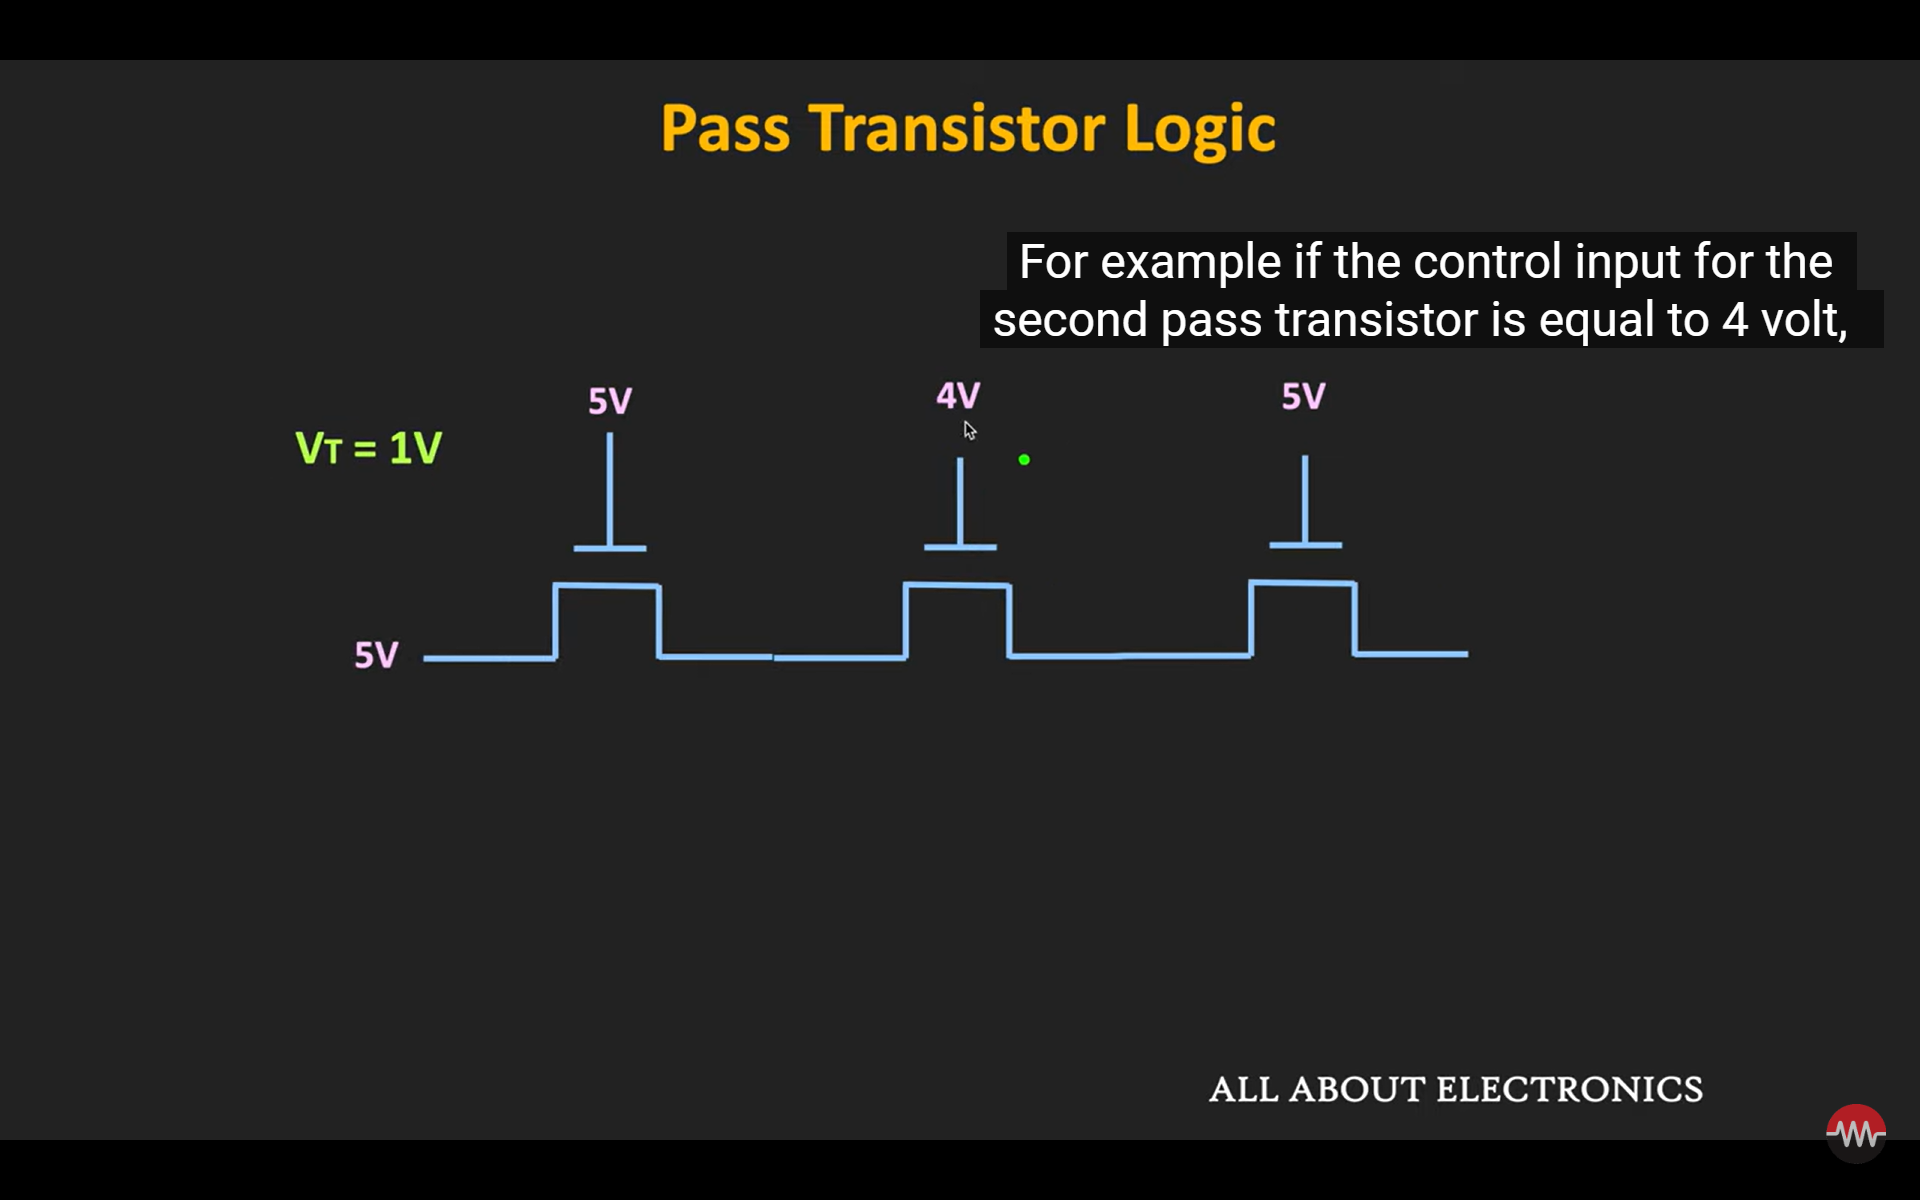 Pass Transistor Logic
For example if the control input for the
second pass transistor is equal to 4 volt,
5V
4V
5V
VT = 1V
5V
ALL ABOUT ELECTRONICS